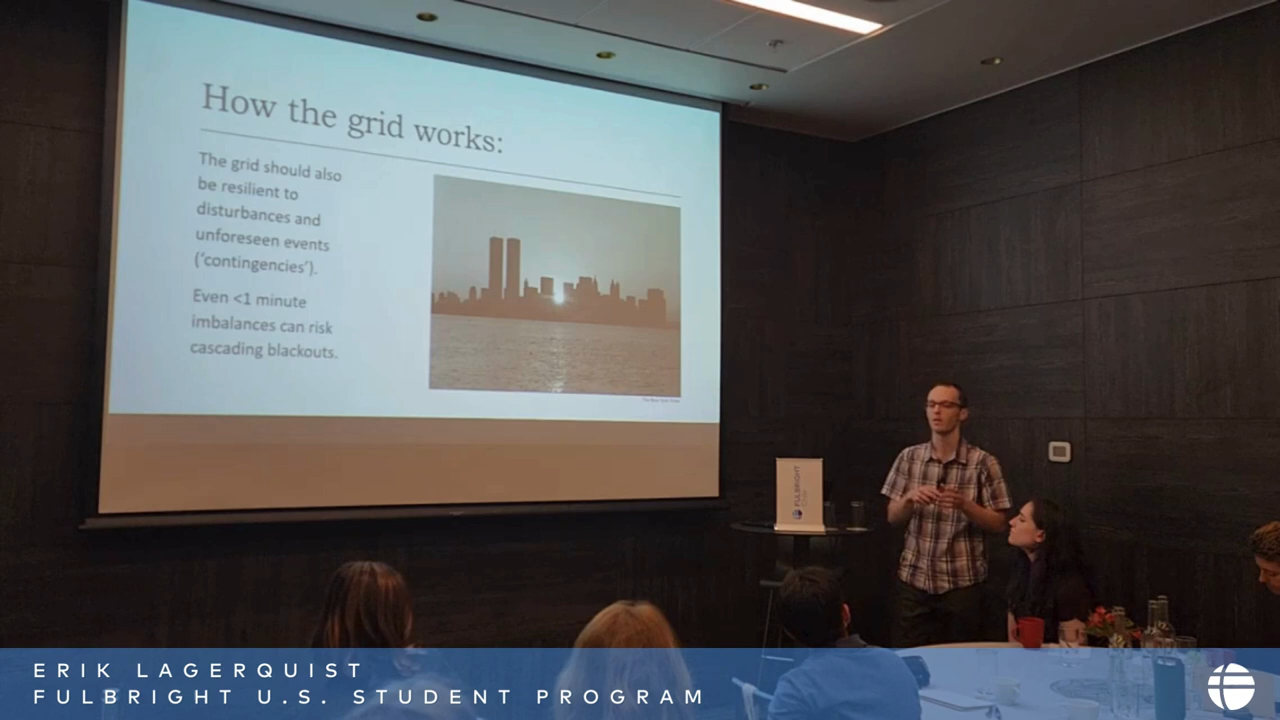 How the grid works:
The grid should also
be resilient to
disturbances and
unforeseen events
('contingencies').
Even <1 minute
imbalances can risk
cascading blackouts.
FULBRIGHT
ERIK LAGERQUIST
FULBRIGHT U.S. STUDENT PROGRAM